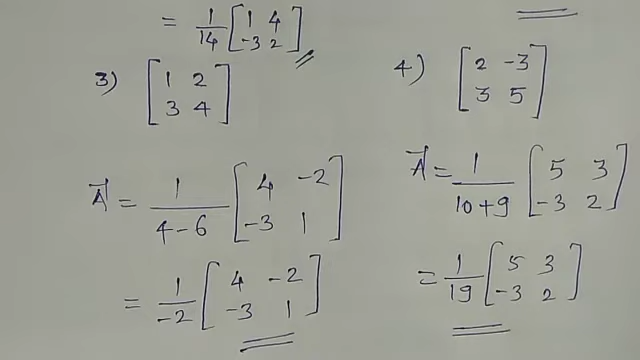 = 1/14 [1 4
-3 2]
3) [1 2
3 4]
A⁻¹ = 1/(4-6) [4 -2
-3 1]
= 1/-2 [4 -2
-3 1]
4) [2 -3
3 5]
A⁻¹ = 1/(10+9) [5 3
-3 2]
= 1/19 [5 3
-3 2]